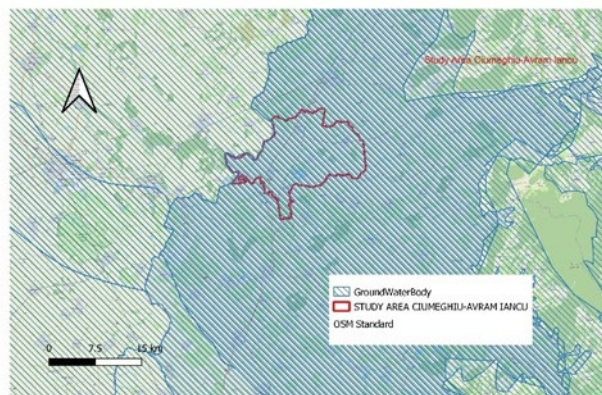 Study Area Ciumeghiu-Avram Iancu
GroundWaterBody
STUDY AREA CIUMEGHIU-AVRAM IANCU
OSM Standard
0 7.5 15 km